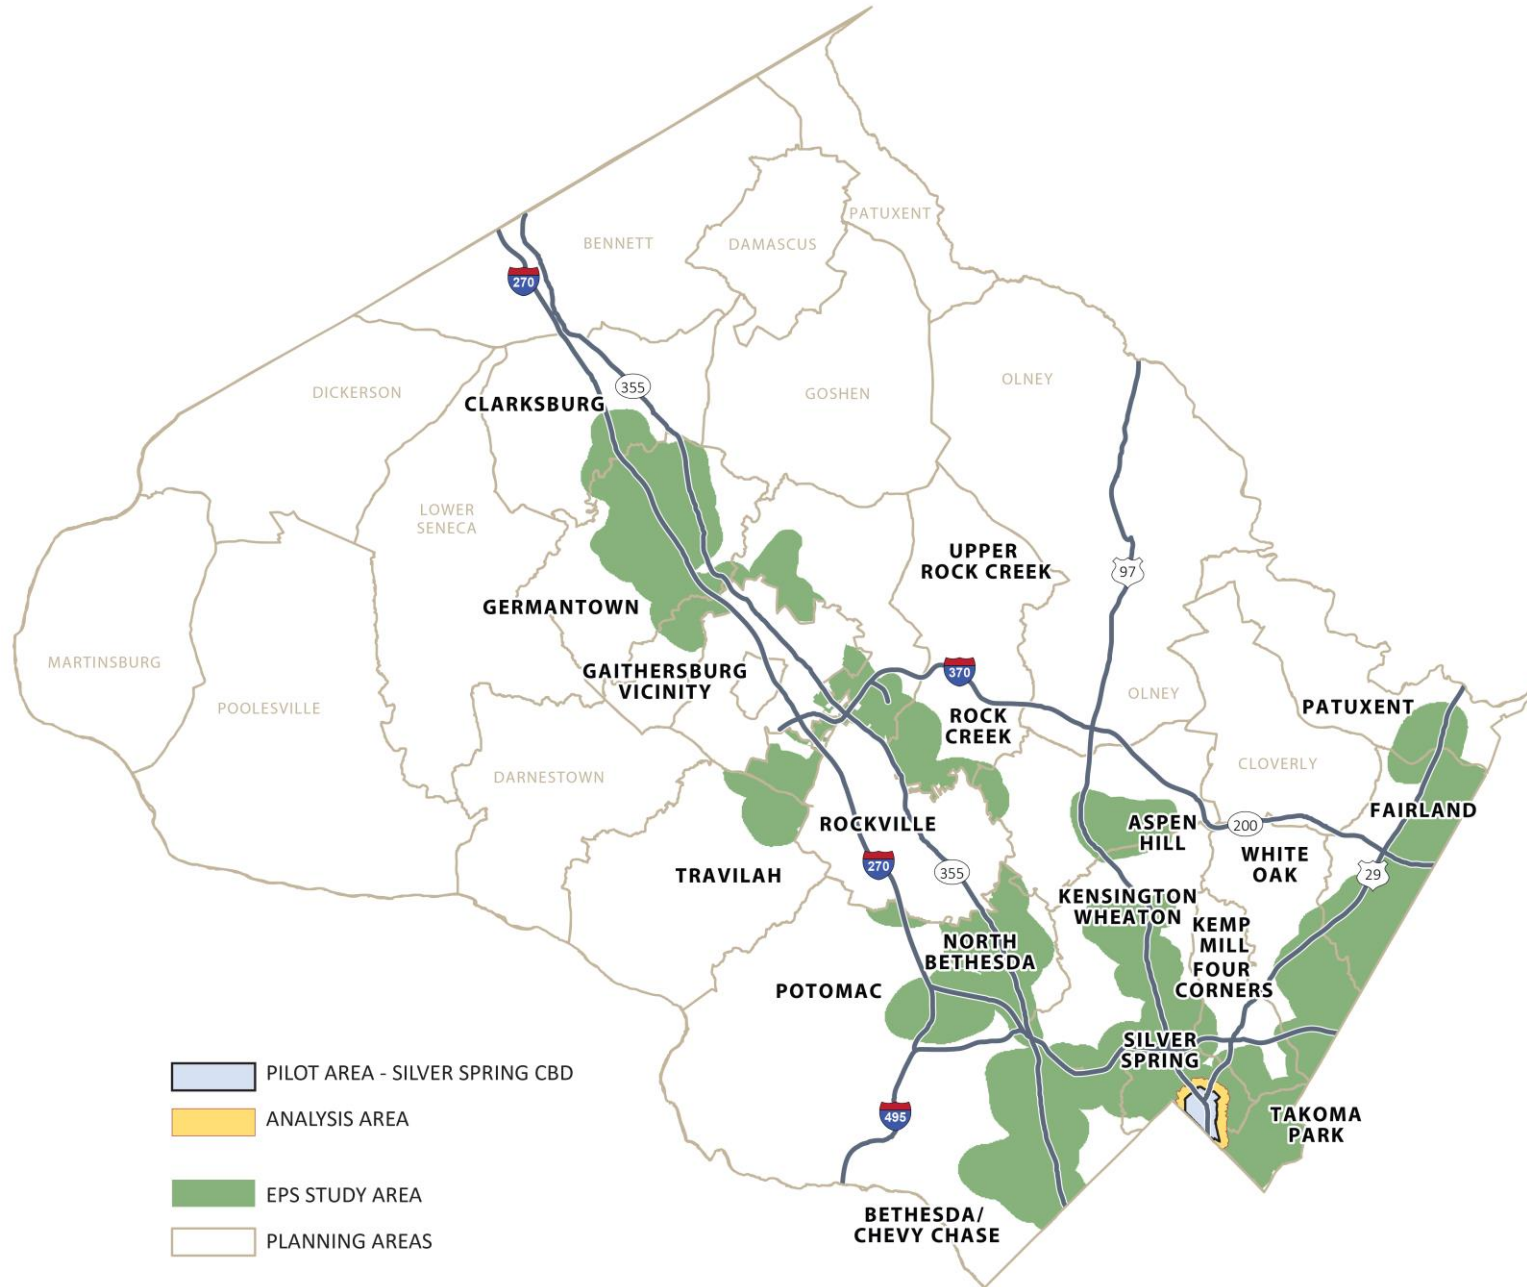 PATUXENT
BENNETT
DAMASCUS
270
DICKERSON
355
CLARKSBURG
GOSHEN
OLNEY
LOWER
SENECA
UPPER
ROCK CREEK
97
GERMANTOWN
MARTINSBURG
GAITHERSBURG
VICINITY
370
OLNEY
POOLESVILLE
ROCK
CREEK
PATUXENT
DARNESTOWN
CLOVERLY
ROCKVILLE
ASPEN
HILL
200
FAIRLAND
TRAVILAH
270
355
WHITE
OAK
29
KENSINGTON
WHEATON
KEMP
MILL
FOUR
CORNERS
NORTH
BETHESDA
POTOMAC
SILVER
SPRING
495
TAKOMA
PARK
BETHESDA/
CHEVY CHASE
PILOT AREA - SILVER SPRING CBD
ANALYSIS AREA
EPS STUDY AREA
PLANNING AREAS